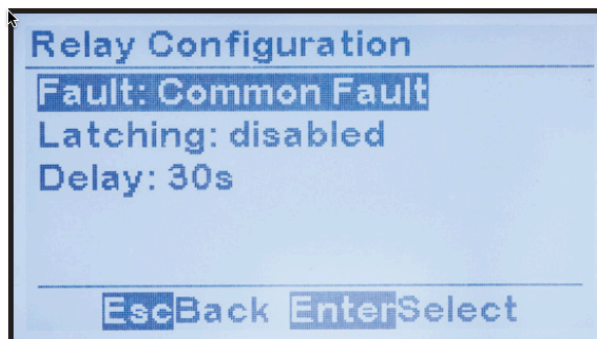 Relay Configuration
Fault: Common Fault
Latching: disabled
Delay: 30s
EscBack EnterSelect